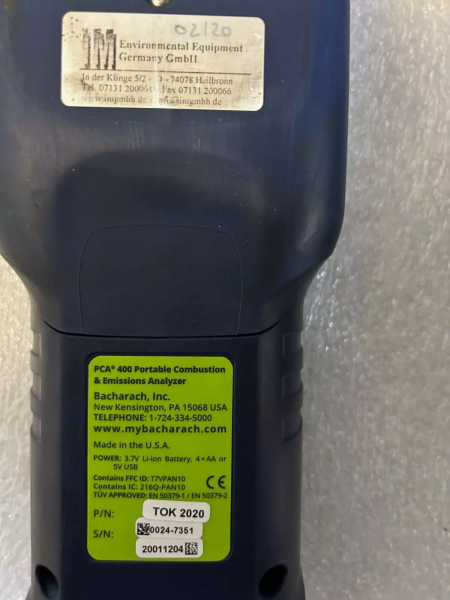 02120
IM Environmental Equipment
Germany GmbH
In der Klinge 5/2 - D - 74078 Heilbronn
Tel. 07131 200066 Fax 07131 200066
PCA® 400 Portable Combustion
& Emissions Analyzer
Bacharach, Inc.
New Kensington, PA 15068 USA
TELEPHONE: 1-724-334-5000
www.mybacharach.com
Made in the U.S.A.
POWER: 3.7V Li-ion Battery, 4×AA or
5V USB
Contains FFC ID: T7VPAN10
Contains IC: 216Q-PAN10
CE
TÜV APPROVED: EN 50379-1 / EN 50379-2
P/N: TOK 2020
S/N: 0024-7351
20011204